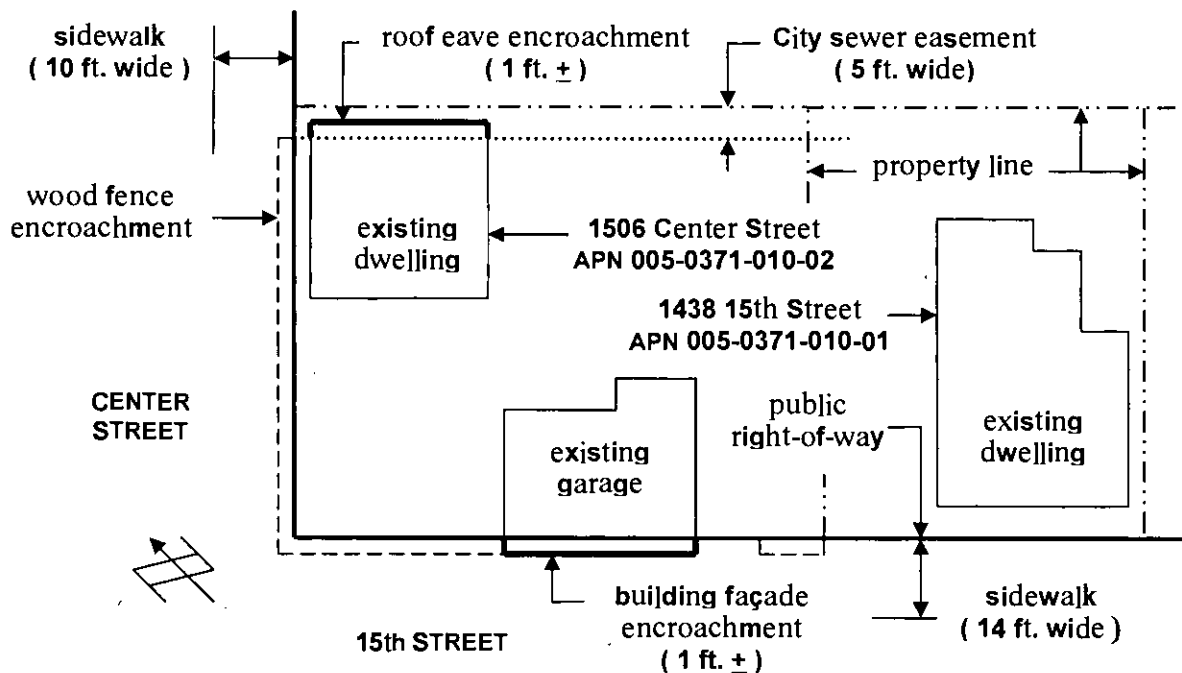 sidewalk
( 10 ft. wide )
roof eave encroachment
( 1 ft. ± )
City sewer easement
( 5 ft. wide)
property line
wood fence
encroachment
existing
dwelling
1506 Center Street
APN 005-0371-010-02
1438 15th Street
APN 005-0371-010-01
CENTER
STREET
existing
garage
public
right-of-way
existing
dwelling
building façade
encroachment
( 1 ft. ± )
sidewalk
( 14 ft. wide )
15th STREET